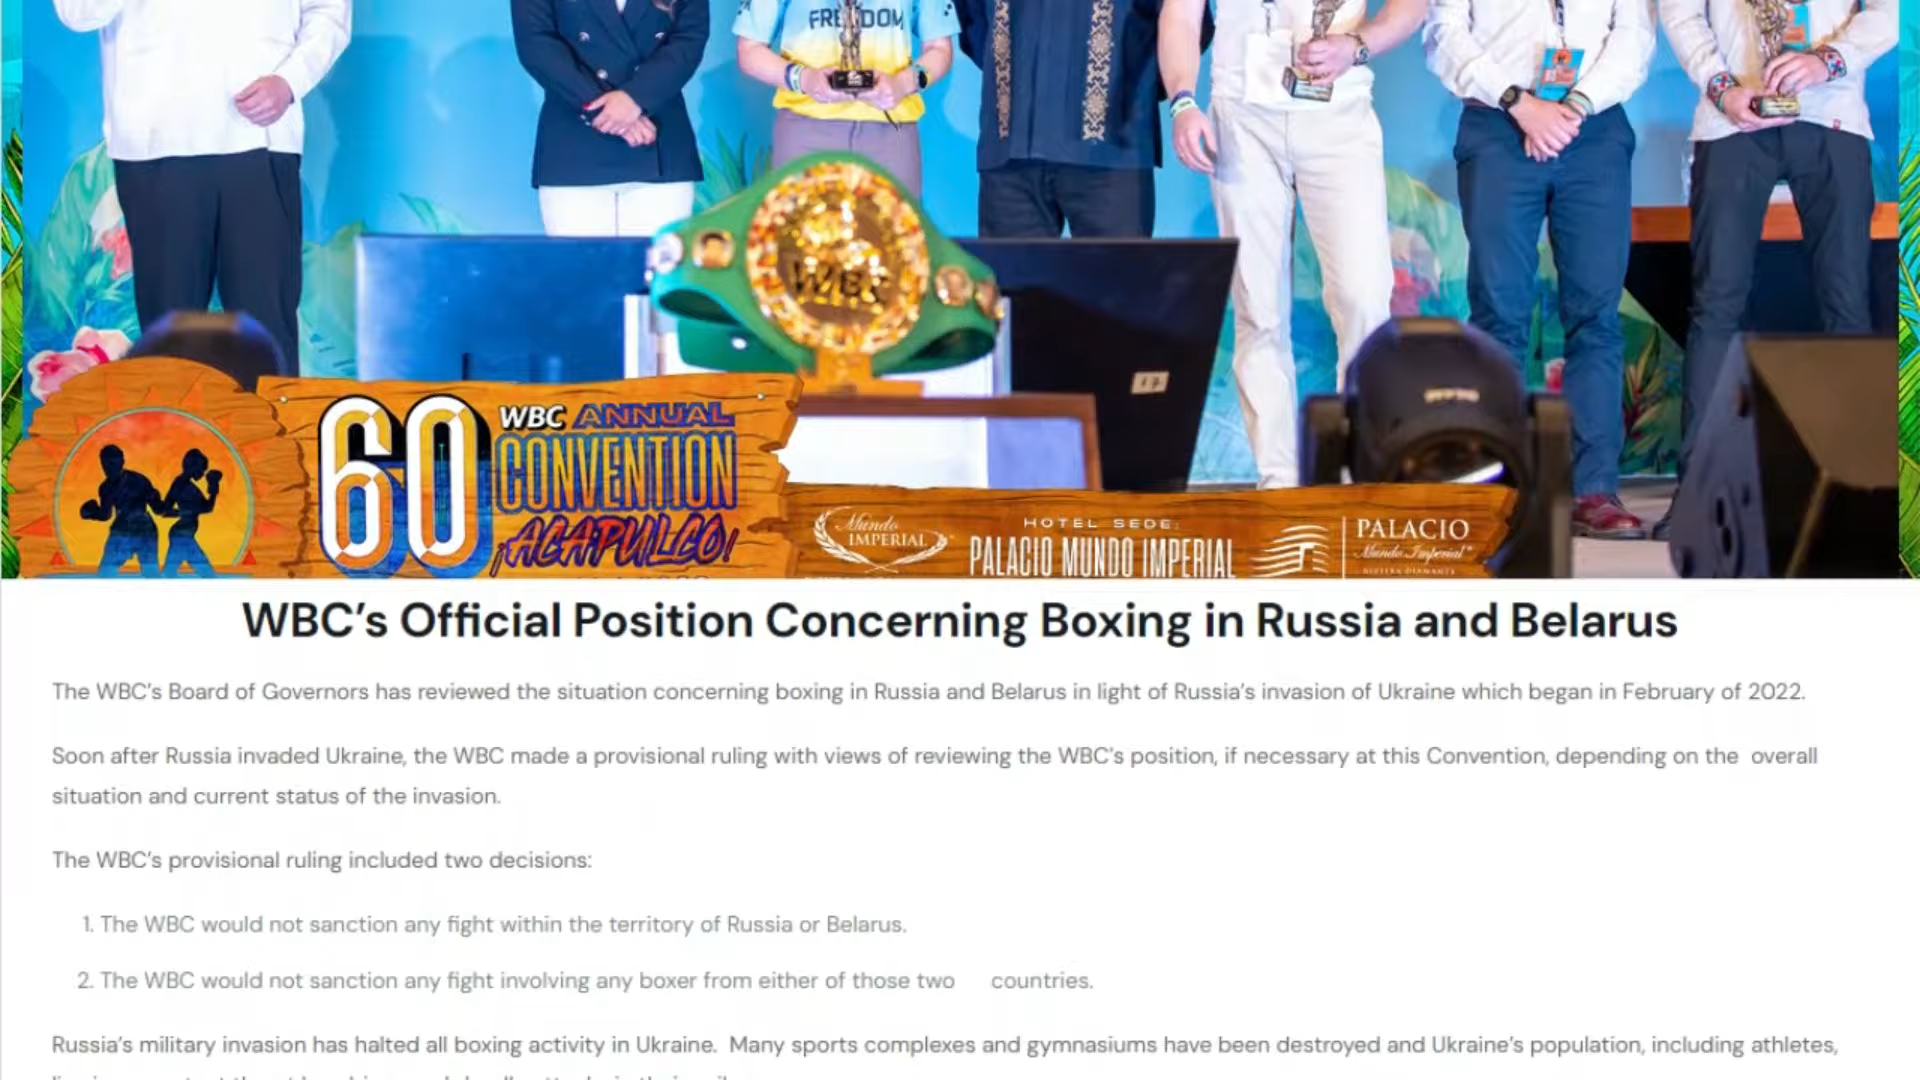 FREEDOM
WBC
60
WBC ANNUAL
CONVENTION
¡ACAPULCO!
Mundo
IMPERIAL
HOTEL SEDE:
PALACIO MUNDO IMPERIAL
PALACIO
Mundo Imperial
RIVIERA DIAMANTE
WBC’s Official Position Concerning Boxing in Russia and Belarus
The WBC’s Board of Governors has reviewed the situation concerning boxing in Russia and Belarus in light of Russia’s invasion of Ukraine which began in February of 2022.
Soon after Russia invaded Ukraine, the WBC made a provisional ruling with views of reviewing the WBC’s position, if necessary at this Convention, depending on the overall
situation and current status of the invasion.
The WBC’s provisional ruling included two decisions:
1. The WBC would not sanction any fight within the territory of Russia or Belarus.
2. The WBC would not sanction any fight involving any boxer from either of those two countries.
Russia’s military invasion has halted all boxing activity in Ukraine. Many sports complexes and gymnasiums have been destroyed and Ukraine’s population, including athletes,